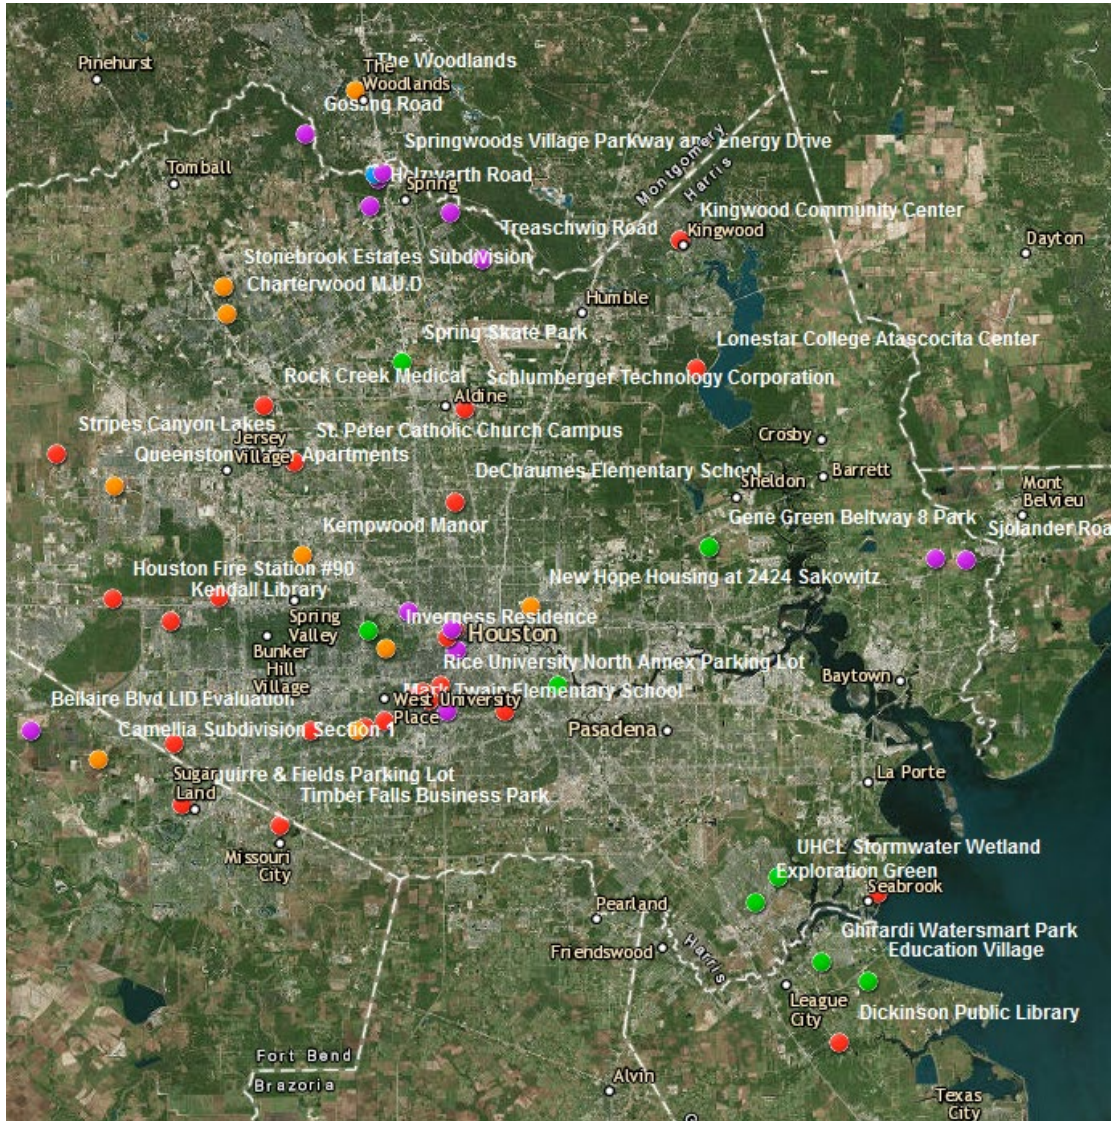 The Woodlands
Pinehurst
The
Woodlands
Gosling Road
Springwoods Village Parkway and Energy Drive
Montgomery
Harris
Tomball
Holzwarth Road
Spring
Kingwood Community Center
Treaschwig Road
Kingwood
Dayton
Stonebrook Estates Subdivision
Charterwood M.U.D
Humble
Spring Skate Park
Lonestar College Atascocita Center
Rock Creek Medical
Schlumberger Technology Corporation
Aldine
Stripes Canyon Lakes
St. Peter Catholic Church Campus
Crosby
Jersey
Village
Queenston
Apartments
DeChaumes Elementary School
Barrett
Sheldon
Mont
Belvieu
Gene Green Beltway 8 Park
Kempwood Manor
Sjolander Roa
Houston Fire Station #90
New Hope Housing at 2424 Sakowitz
Kendall Library
Spring
Valley
Inverness Residence
Houston
Bunker
Hill
Village
Rice University North Annex Parking Lot
Baytown
Bellaire Blvd LID Evaluation
Mark Twain Elementary School
West University
Place
Camellia Subdivision Section 1
Pasadena
Sugar
Land
uirre & Fields Parking Lot
La Porte
Timber Falls Business Park
Missouri
City
UHCL Stormwater Wetland
Exploration Green
Seabrook
Pearland
Ghirardi Watersmart Park
Harris
Friendswood
Education Village
League
City
Dickinson Public Library
Fort Bend
Brazoria
Alvin
Texas
City